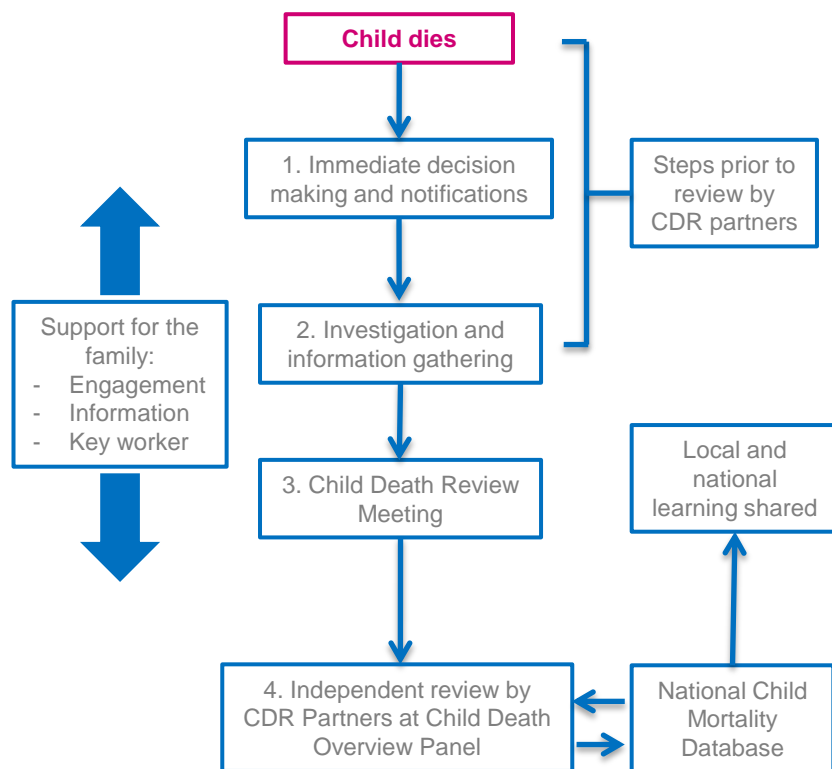 Child dies
1. Immediate decision
making and notifications
Steps prior to
review by
CDR partners
Support for the
family:
- Engagement
- Information
- Key worker
2. Investigation and
information gathering
3. Child Death Review
Meeting
Local and
national
learning shared
4. Independent review by
CDR Partners at Child Death
Overview Panel
National Child
Mortality
Database